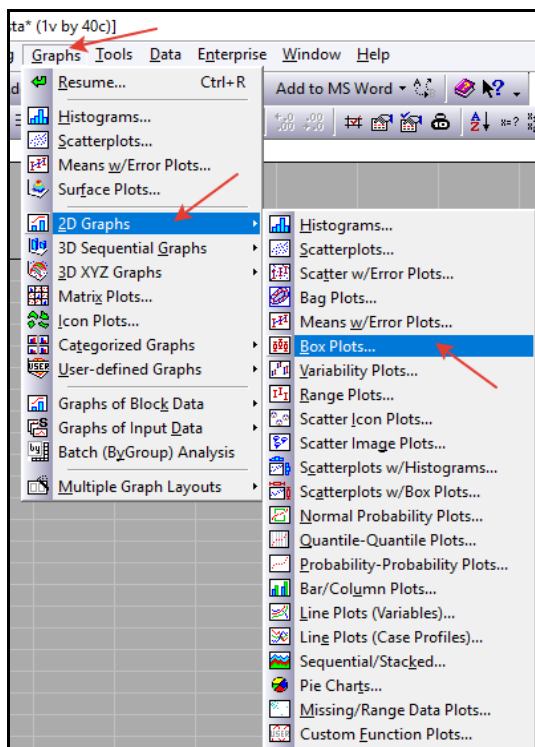 sta* (1v by 40c)]
Graphs Tools Data Enterprise Window Help
Resume... Ctrl+R
Add to MS Word
Histograms...
Scatterplots...
Means w/Error Plots...
Surface Plots...
2D Graphs
3D Sequential Graphs
3D XYZ Graphs
Matrix Plots...
Icon Plots...
Categorized Graphs
User-defined Graphs
Graphs of Block Data
Graphs of Input Data
Batch (ByGroup) Analysis
Multiple Graph Layouts
Histograms...
Scatterplots...
Scatter w/Error Plots...
Bag Plots...
Means w/Error Plots...
Box Plots...
Variability Plots...
Range Plots...
Scatter Icon Plots...
Scatter Image Plots...
Scatterplots w/Histograms...
Scatterplots w/Box Plots...
Normal Probability Plots...
Quantile-Quantile Plots...
Probability-Probability Plots...
Bar/Column Plots...
Line Plots (Variables)...
Line Plots (Case Profiles)...
Sequential/Stacked...
Pie Charts...
Missing/Range Data Plots...
Custom Function Plots...